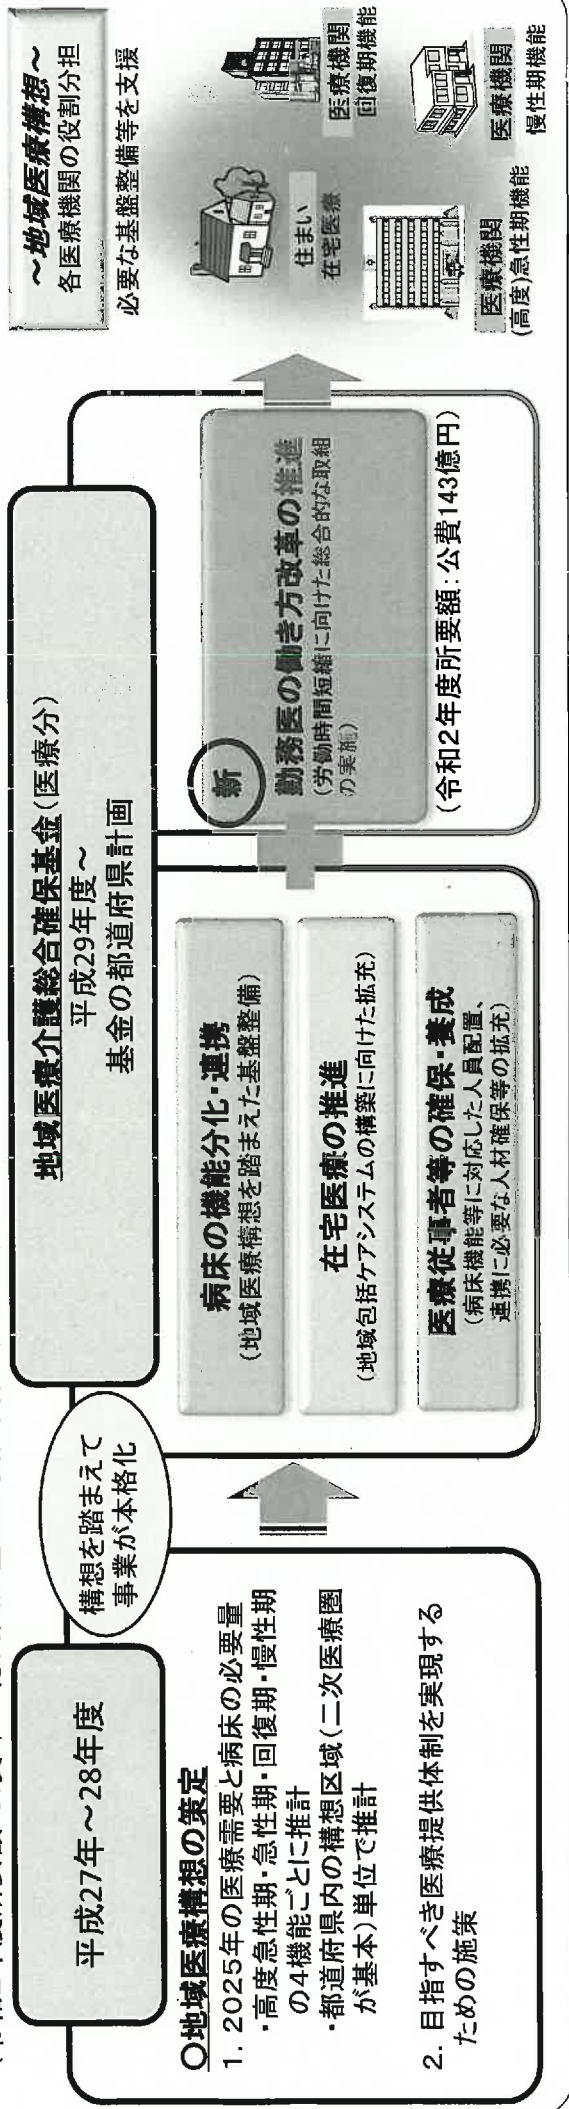 平成27年~28年度
〇地域医療構想の策定
1. 2025年の医療需要と病床の必要量
・高度急性期・急性期・回復期・慢性期
の4機能ごとに推計
・都道府県内の構想区域(二次医療圏
が基本)単位で推計
2. 目指すべき医療提供体制を実現する
ための施策
構想を踏まえて
事業が本格化
地域医療介護総合確保基金(医療分)
平成29年度~
基金の都道府県計画
病床の機能分化・連携
(地域医療構想を踏まえた基盤整備)
在宅医療の推進
(地域包括ケアシステムの構築に向けた拡充)
医療従事者等の確保・養成
(病床機能等に対応した人員配置、
連携に必要な人材確保等の拡充)
新
勤務医の働き方改革の推進
(労働時間短縮に向けた総合的な取組
の実施)
(令和2年度所要額:公費143億円)
~地域医療構想~
各医療機関の役割分担
必要な基盤整備等を支援
住まい
在宅医療
医療機関
回復期機能
医療機関
(高度)急性期機能
医療機関
慢性期機能